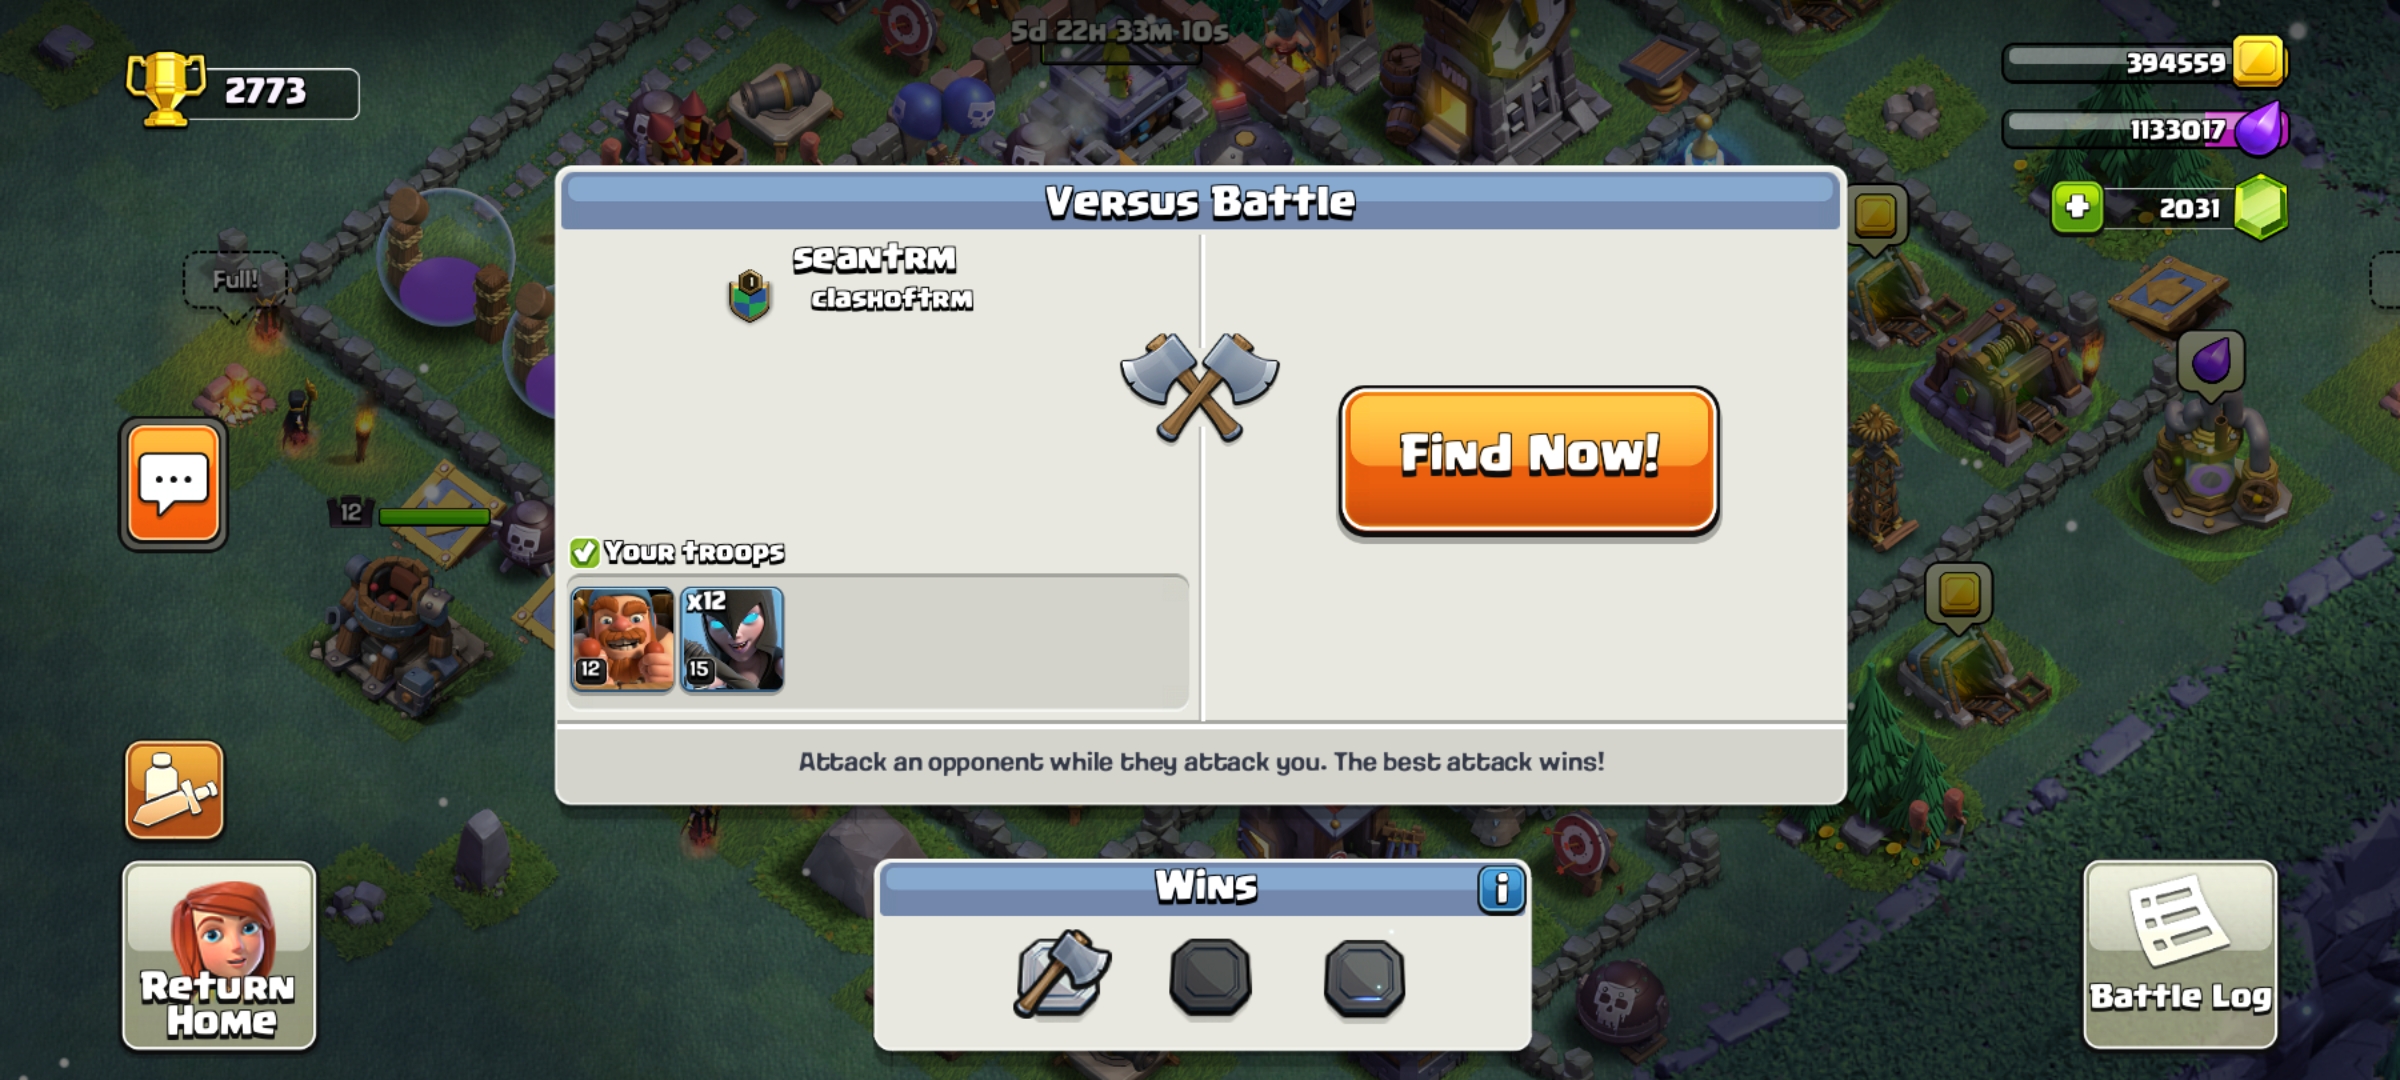 5d 22H 33M 10s
2773
394559
1133017
2031
Versus Battle
seantrm
clashoftrm
Full!
Find Now!
12
Your troops
x12
12
15
Attack an opponent while they attack you. The best attack wins!
Wins
i
Return
Home
Battle Log